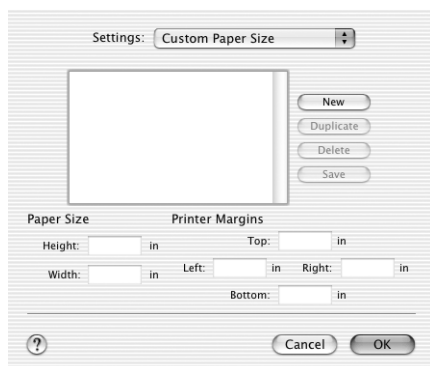 Settings: Custom Paper Size
New
Duplicate
Delete
Save
Paper Size Printer Margins
Height: in Top: in
Width: in Left: in Right: in
Bottom: in
? Cancel OK